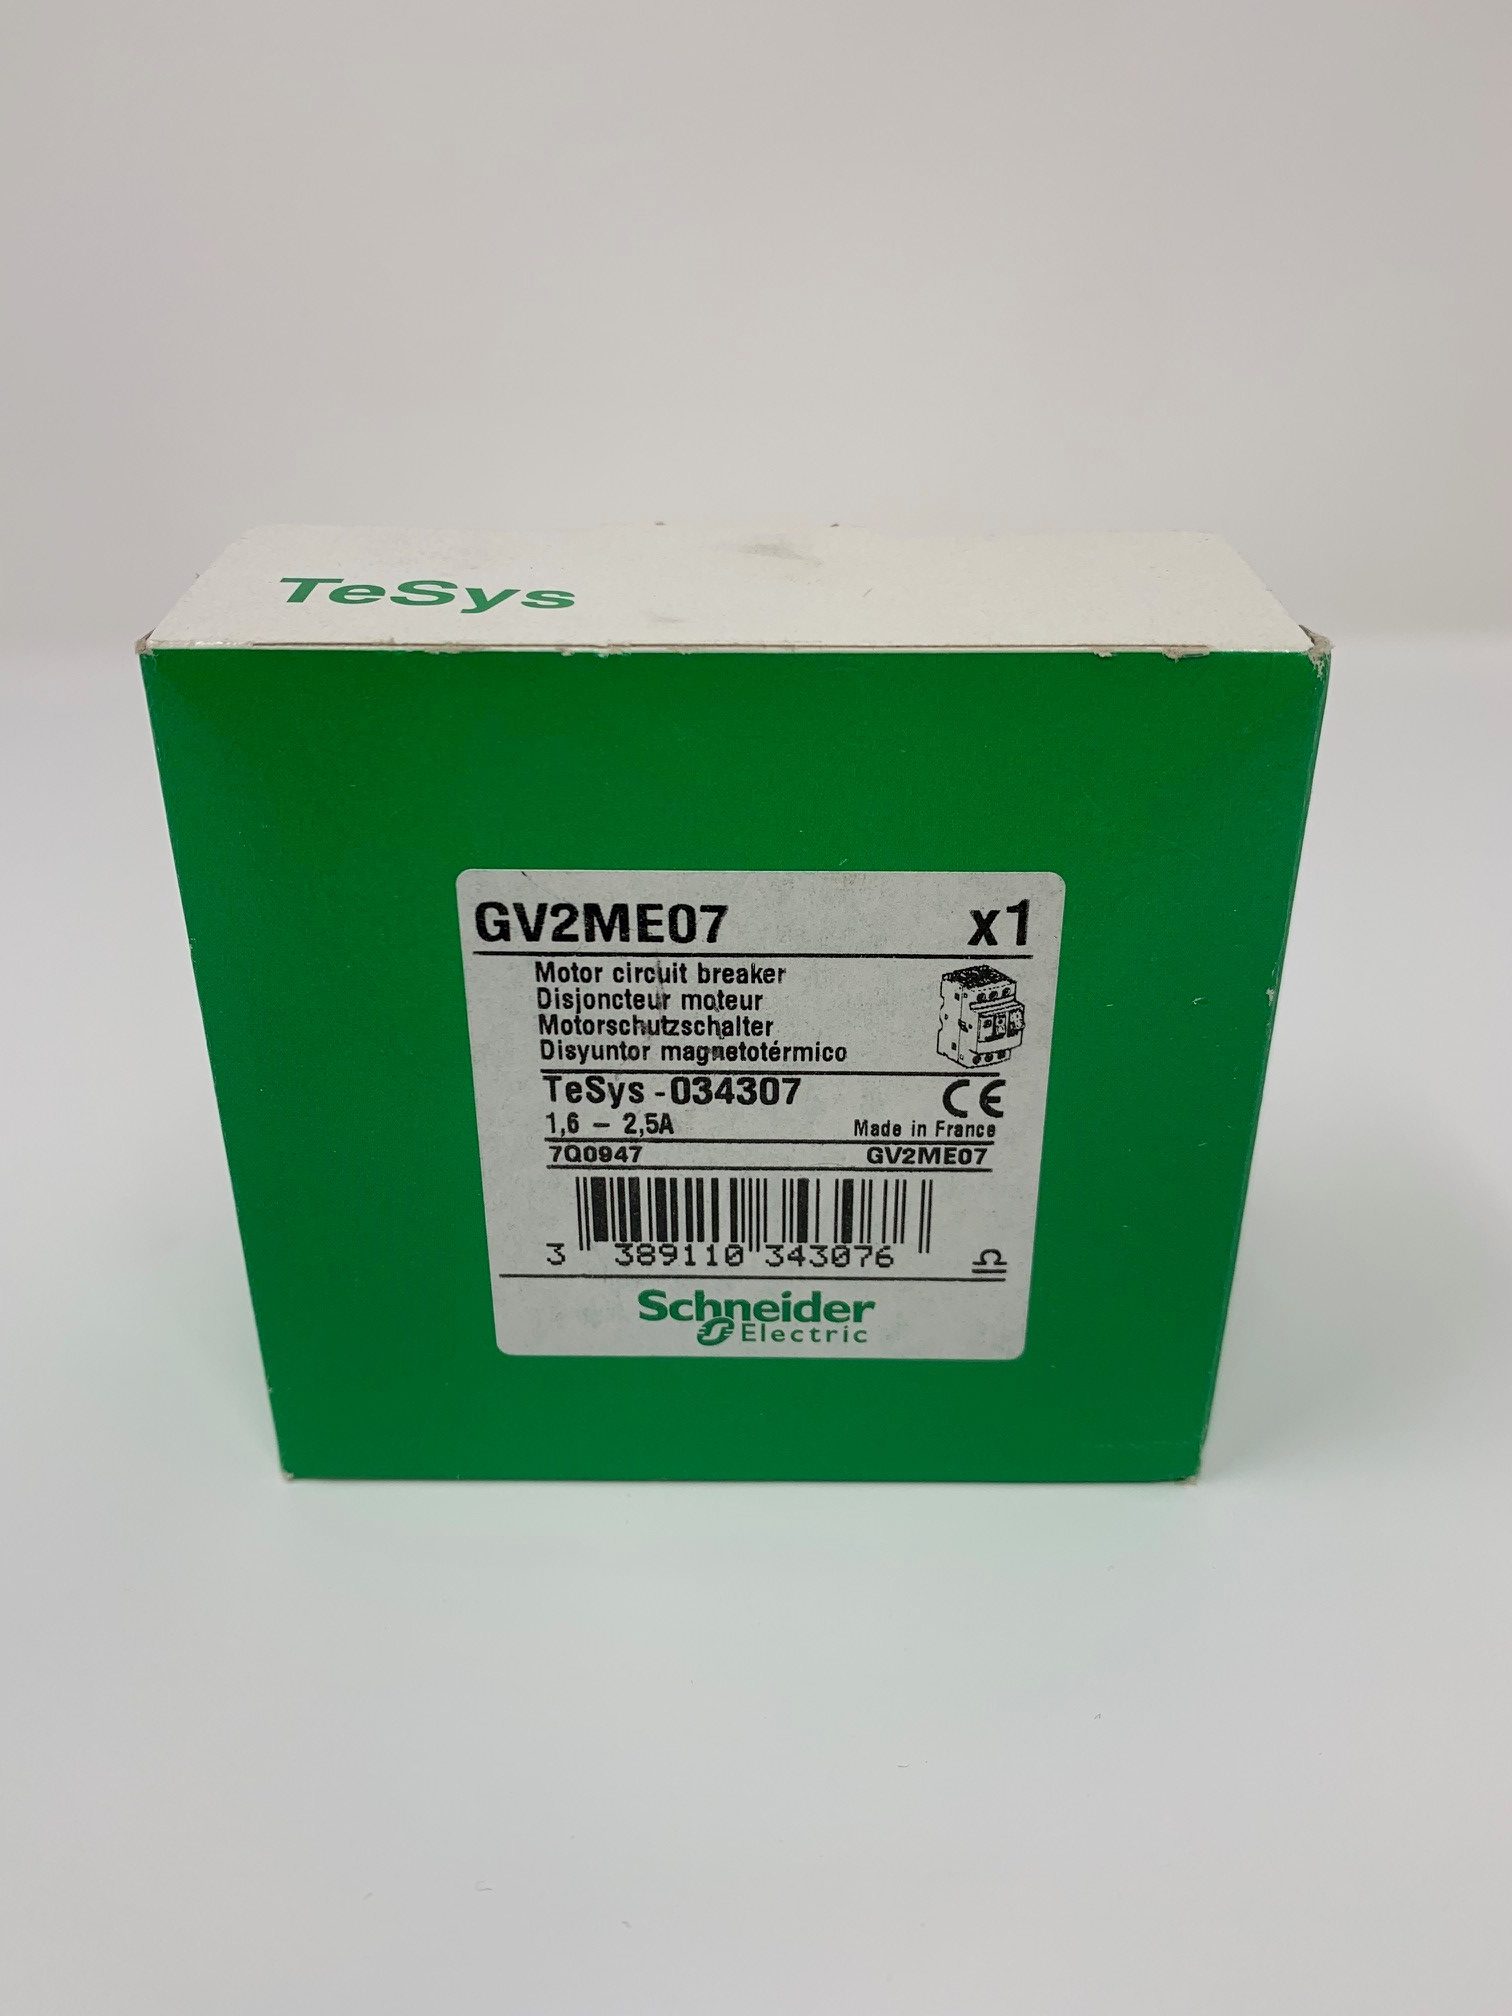 TeSys
GV2ME07 x1
Motor circuit breaker
Disjoncteur moteur
Motorschutzschalter
Disyuntor magnetotérmico
TeSys - 034307 CE
1,6 – 2,5A Made in France
7Q0947 GV2ME07
3 389110 343076
Schneider
Electric